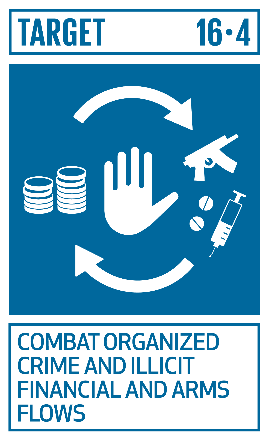 TARGET 16·4
COMBAT ORGANIZED
CRIME AND ILLICIT
FINANCIAL AND ARMS
FLOWS